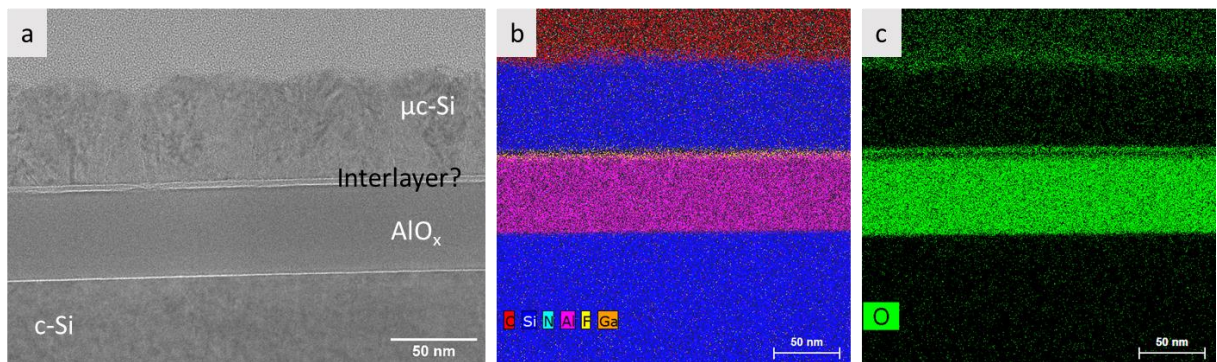 a
μc-Si
Interlayer?
AlOₓ
c-Si
50 nm
b
C Si N Al F Ga
50 nm
c
O
50 nm